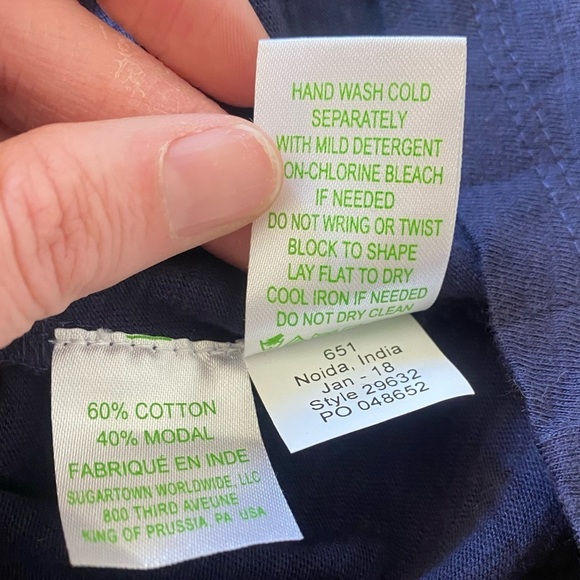 HAND WASH COLD
SEPARATELY
WITH MILD DETERGENT
ON-CHLORINE BLEACH
IF NEEDED
DO NOT WRING OR TWIST
BLOCK TO SHAPE
LAY FLAT TO DRY
COOL IRON IF NEEDED
DO NOT DRY CLEAN
651
Noida, India
Jan - 18
Style 29632
PO 048652
60% COTTON
40% MODAL
FABRIQUÉ EN INDE
SUGARTOWN WORLDWIDE, LLC
800 THIRD AVEUNE
KING OF PRUSSIA, PA USA